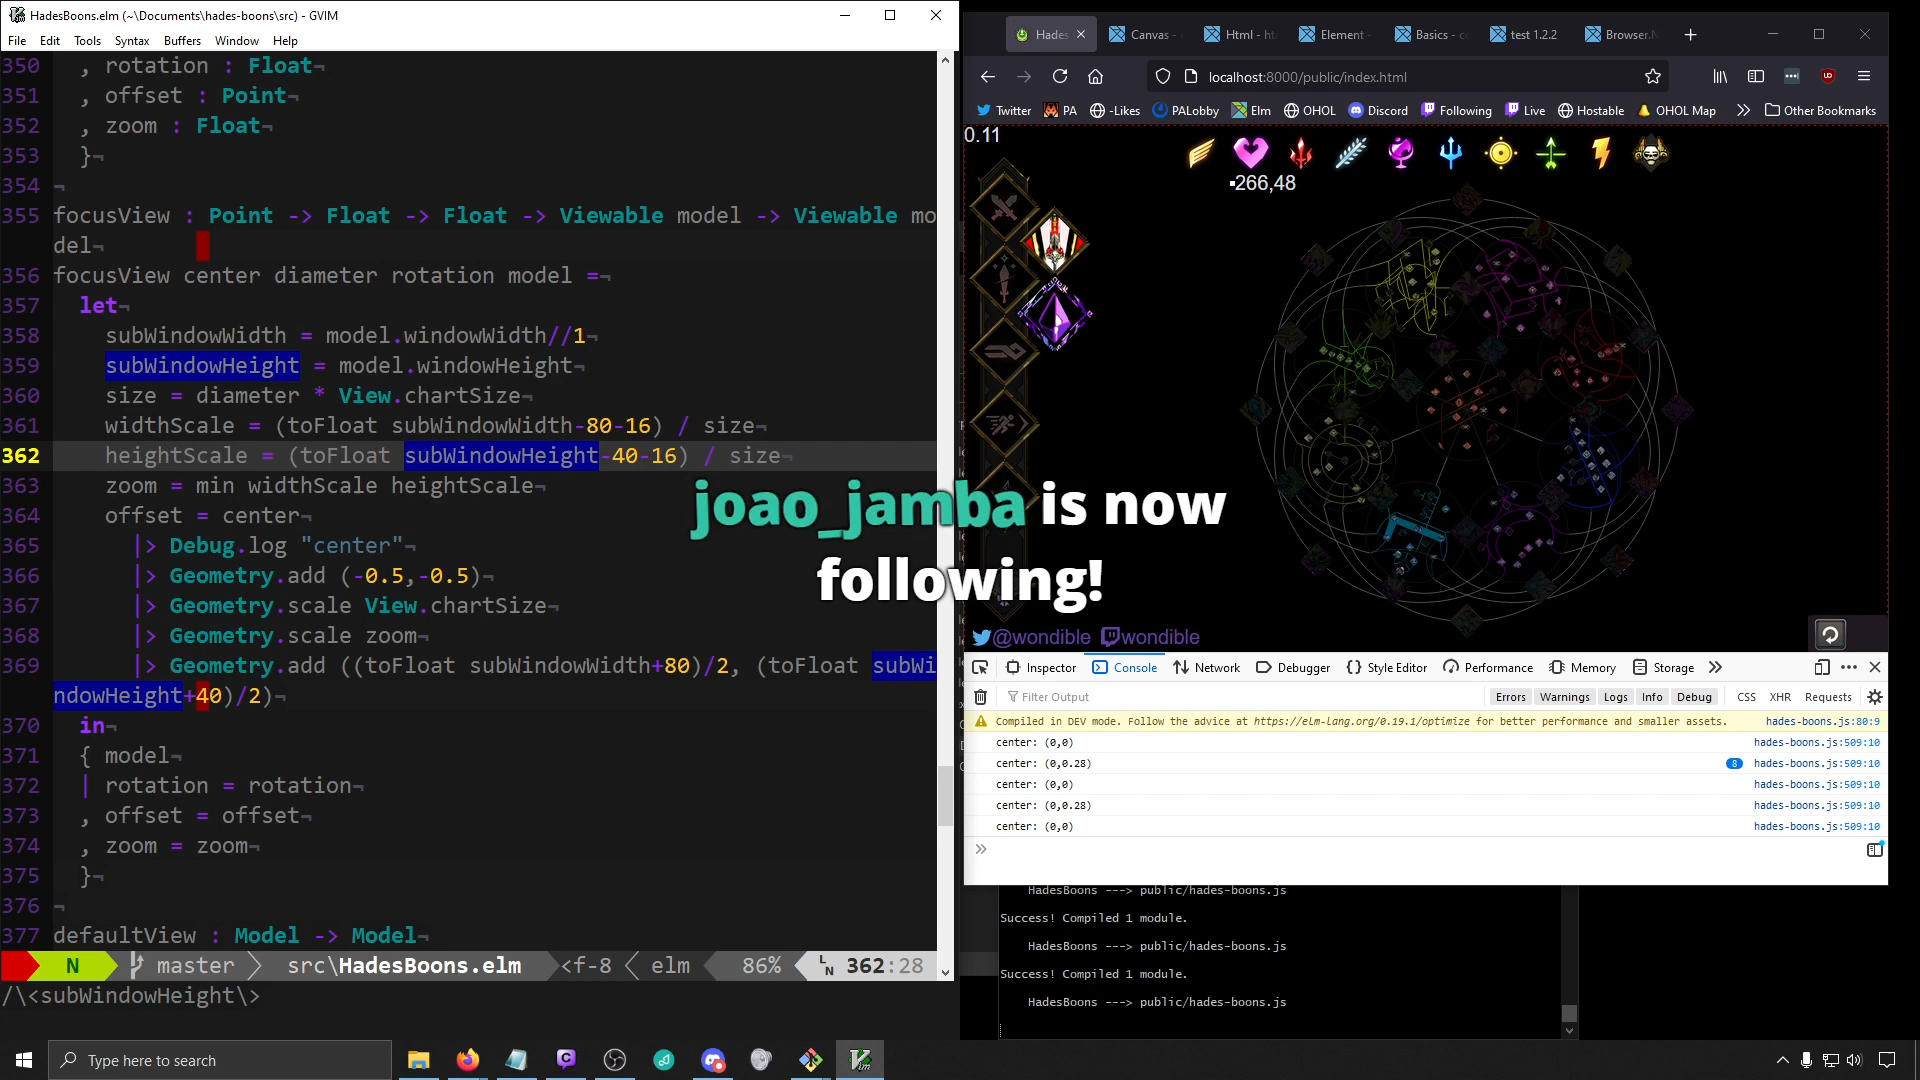 HadesBoons.elm (~\Documents\hades-boons\src) - GVIM
File Edit Tools Syntax Buffers Window Help
350 , rotation : Float¬
351 , offset : Point¬
352 , zoom : Float¬
353 }¬
354 ¬
355 focusView : Point -> Float -> Float -> Viewable model -> Viewable mo
del¬
356 focusView center diameter rotation model =¬
357 let¬
358 subWindowWidth = model.windowWidth//1¬
359 subWindowHeight = model.windowHeight¬
360 size = diameter * View.chartSize¬
361 widthScale = (toFloat subWindowWidth-80-16) / size¬
362 heightScale = (toFloat subWindowHeight-40-16) / size¬
363 zoom = min widthScale heightScale¬
364 offset = center¬
365 |> Debug.log "center"¬
366 |> Geometry.add (-0.5,-0.5)¬
367 |> Geometry.scale View.chartSize¬
368 |> Geometry.scale zoom¬
369 |> Geometry.add ((toFloat subWindowWidth+80)/2, (toFloat subWi
ndowHeight+40)/2)¬
370 in¬
371 { model¬
372 | rotation = rotation¬
373 , offset = offset¬
374 , zoom = zoom¬
375 }¬
376 ¬
377 defaultView : Model -> Model¬
N master src\HadesBoons.elm <f-8 elm 86% LN 362:28
/\<subWindowHeight\>
Hades Canvas - Html - ht Element - Basics - co test 1.2.2 Browser.N
localhost:8000/public/index.html
Twitter PA -Likes PALobby Elm OHOL Discord Following Live Hostable OHOL Map Other Bookmarks
0.11
-266,48
joao_jamba is now
following!
@wondible wondible
Inspector Console Network Debugger Style Editor Performance Memory Storage
Filter Output Errors Warnings Logs Info Debug CSS XHR Requests
Compiled in DEV mode. Follow the advice at https://elm-lang.org/0.19.1/optimize for better performance and smaller assets. hades-boons.js:80:9
center: (0,0) hades-boons.js:509:10
center: (0,0.28) 8 hades-boons.js:509:10
center: (0,0) hades-boons.js:509:10
center: (0,0.28) hades-boons.js:509:10
center: (0,0) hades-boons.js:509:10
HadesBoons ---> public/hades-boons.js
Success! Compiled 1 module.
HadesBoons ---> public/hades-boons.js
Success! Compiled 1 module.
HadesBoons ---> public/hades-boons.js
Type here to search